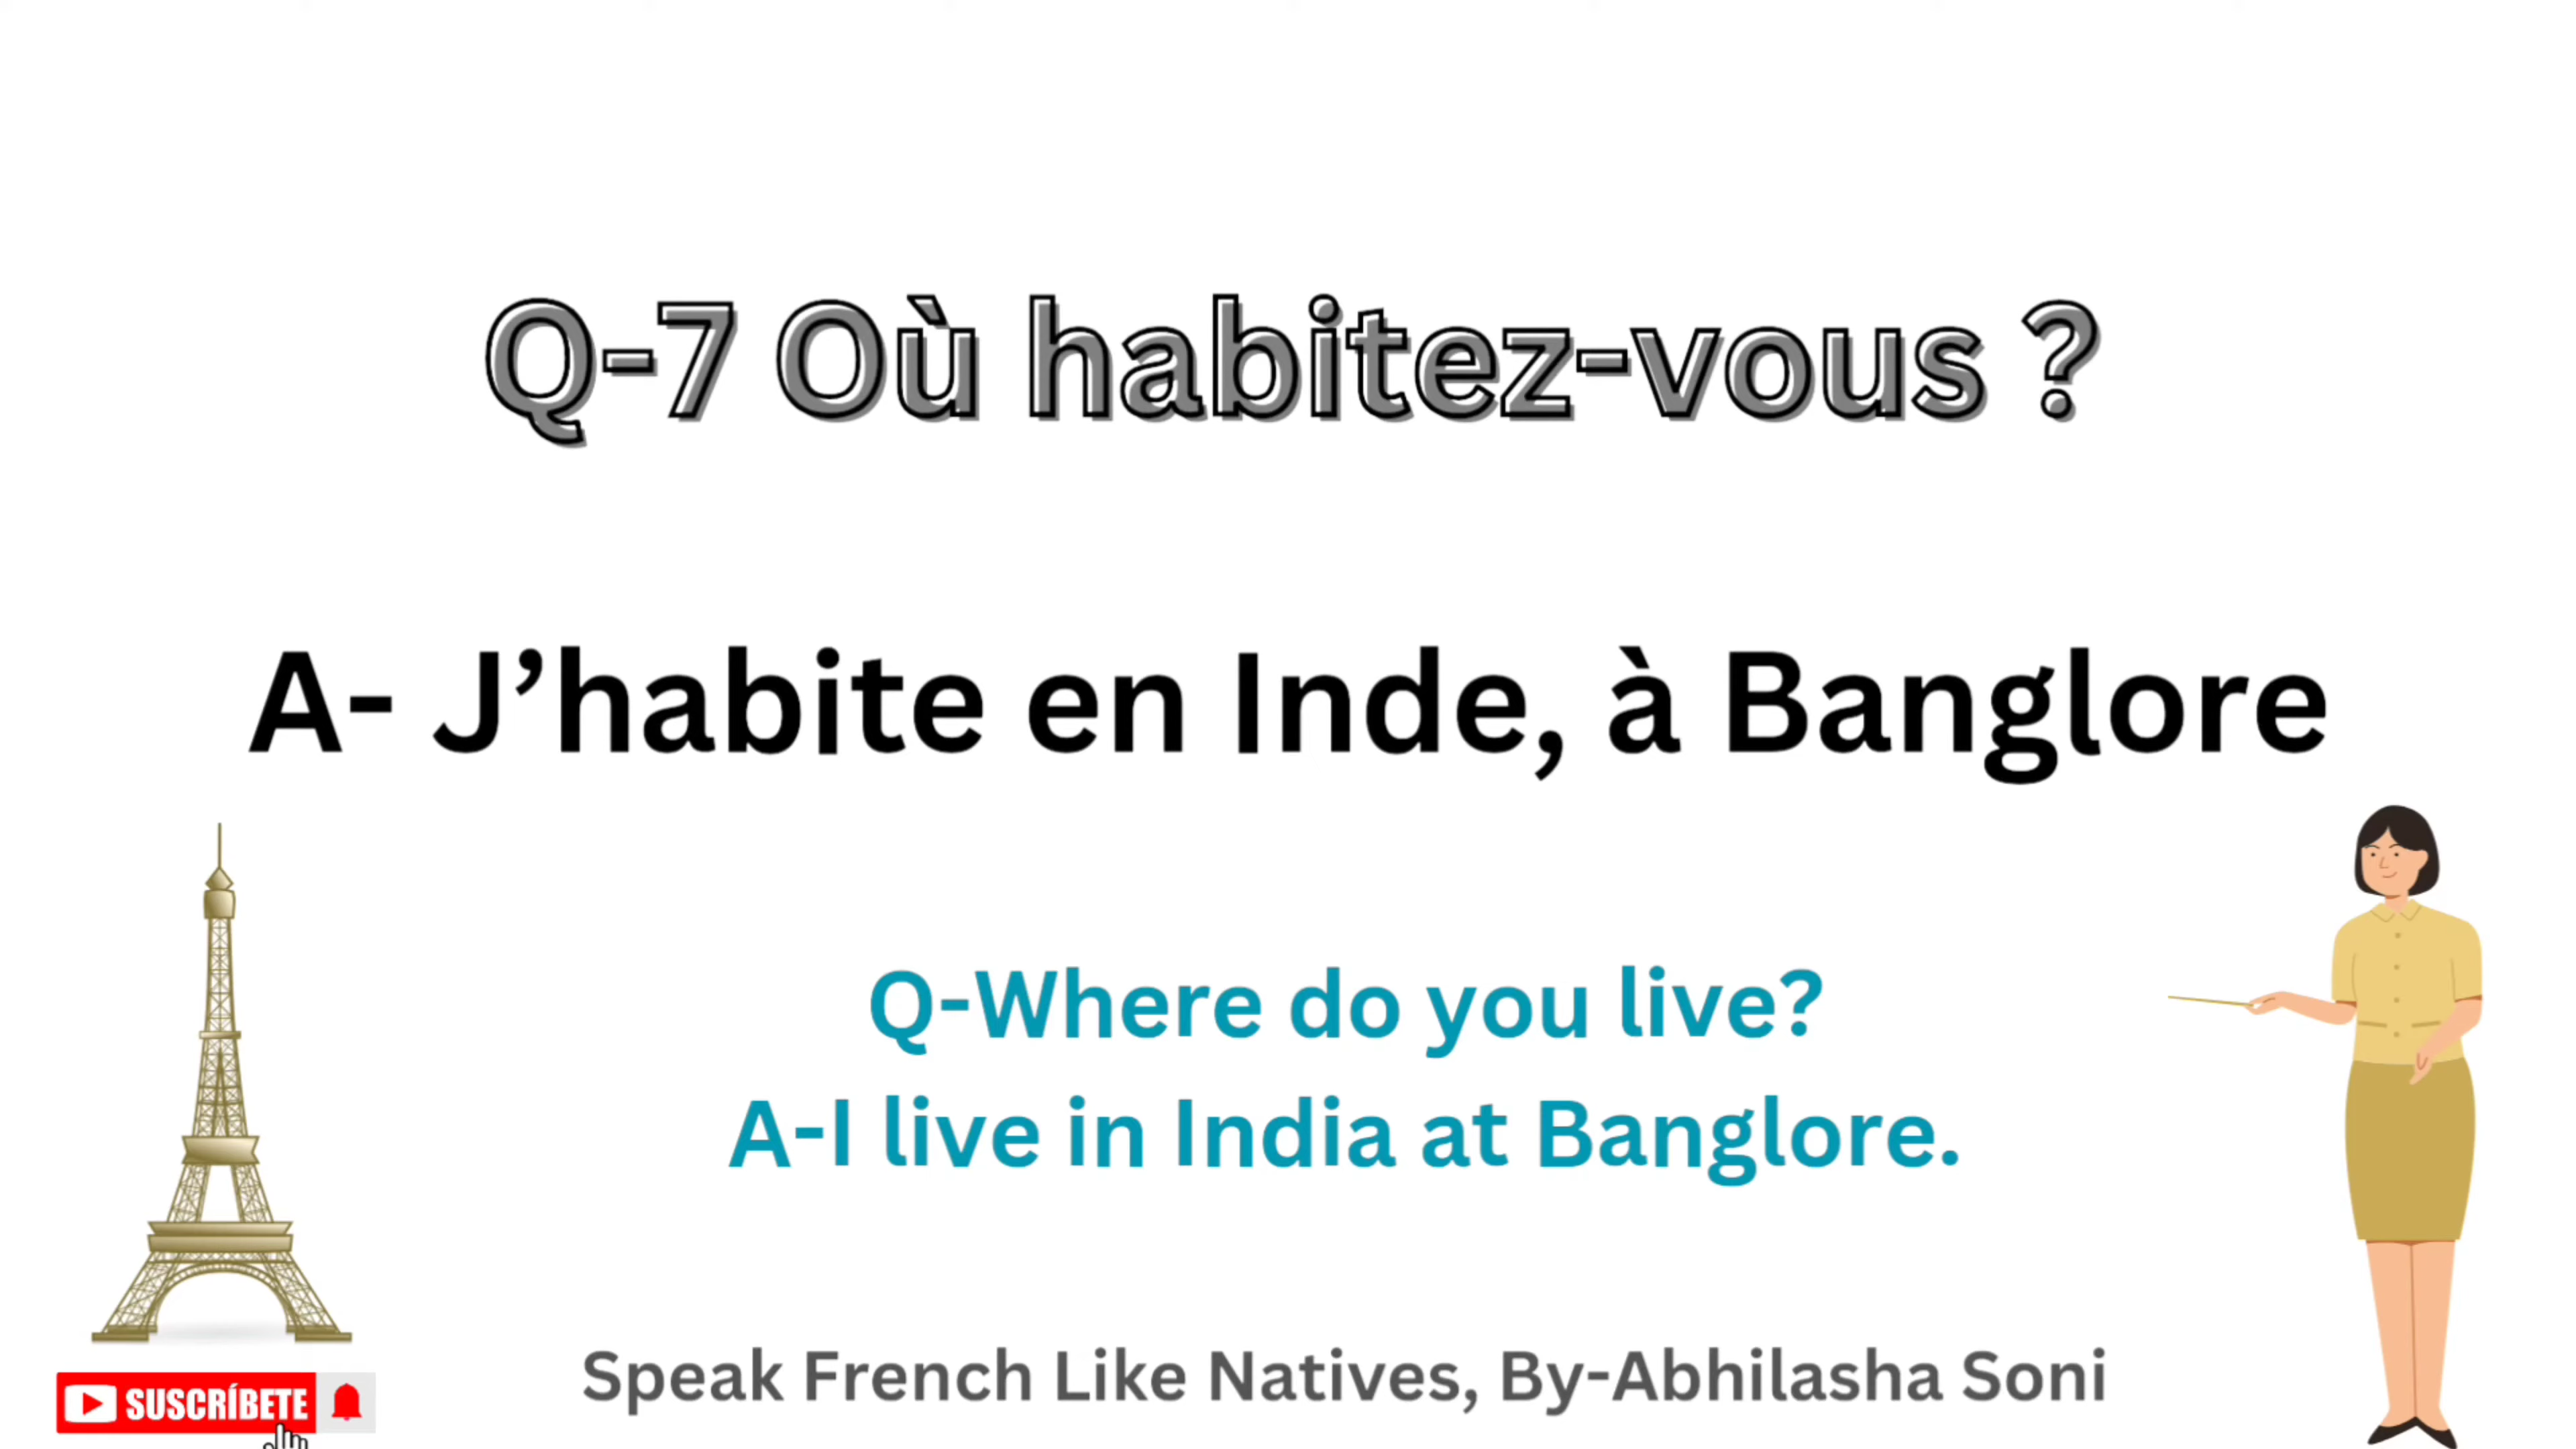 Q-7 Où habitez-vous ?
A- J’habite en Inde, à Banglore
Q-Where do you live?
A-I live in India at Banglore.
Speak French Like Natives, By-Abhilasha Soni
SUSCRÍBETE